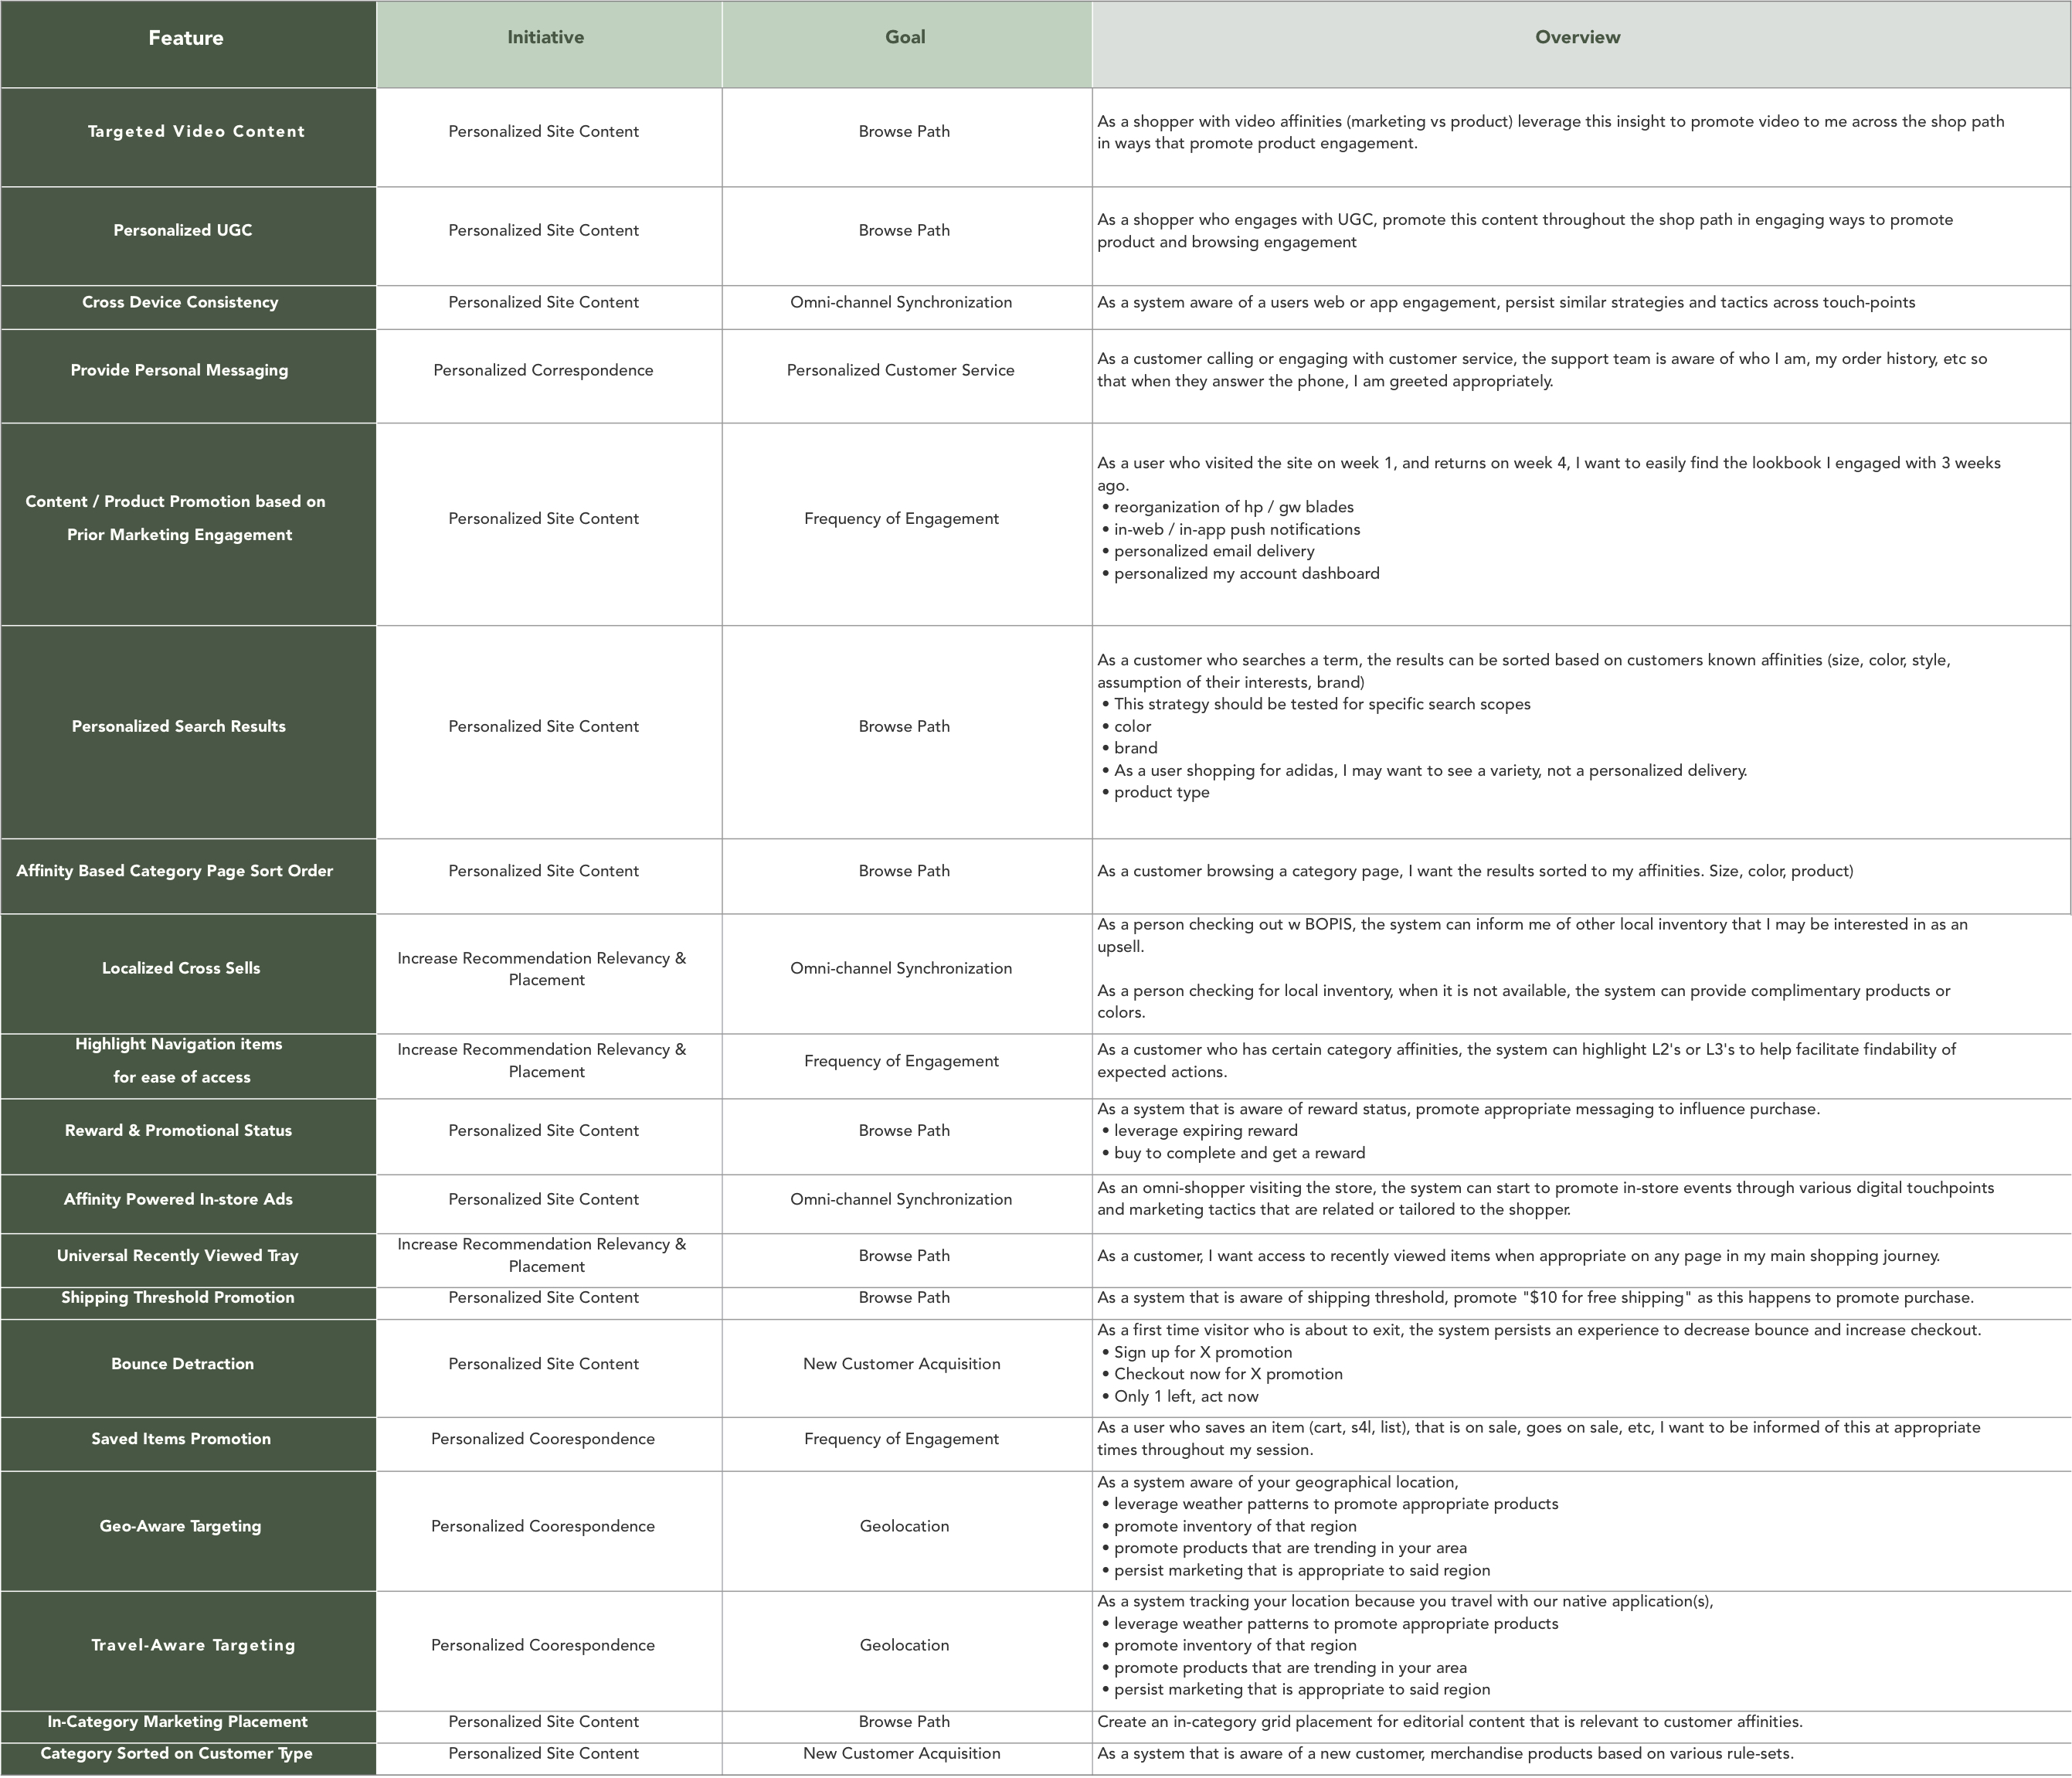 Feature
Initiative
Goal
Overview
Targeted Video Content
Personalized Site Content
Browse Path
As a shopper with video affinities (marketing vs product) leverage this insight to promote video to me across the shop path
in ways that promote product engagement.
Personalized UGC
Personalized Site Content
Browse Path
As a shopper who engages with UGC, promote this content throughout the shop path in engaging ways to promote
product and browsing engagement
Cross Device Consistency
Personalized Site Content
Omni-channel Synchronization
As a system aware of a users web or app engagement, persist similar strategies and tactics across touch-points
Provide Personal Messaging
Personalized Correspondence
Personalized Customer Service
As a customer calling or engaging with customer service, the support team is aware of who I am, my order history, etc so
that when they answer the phone, I am greeted appropriately.
Content / Product Promotion based on
Prior Marketing Engagement
Personalized Site Content
Frequency of Engagement
As a user who visited the site on week 1, and returns on week 4, I want to easily find the lookbook I engaged with 3 weeks
ago.
• reorganization of hp / gw blades
• in-web / in-app push notifications
• personalized email delivery
• personalized my account dashboard
Personalized Search Results
Personalized Site Content
Browse Path
As a customer who searches a term, the results can be sorted based on customers known affinities (size, color, style,
assumption of their interests, brand)
• This strategy should be tested for specific search scopes
• color
• brand
• As a user shopping for adidas, I may want to see a variety, not a personalized delivery.
• product type
Affinity Based Category Page Sort Order
Personalized Site Content
Browse Path
As a customer browsing a category page, I want the results sorted to my affinities. Size, color, product)
Localized Cross Sells
Increase Recommendation Relevancy &
Placement
Omni-channel Synchronization
As a person checking out w BOPIS, the system can inform me of other local inventory that I may be interested in as an
upsell.
As a person checking for local inventory, when it is not available, the system can provide complimentary products or
colors.
Highlight Navigation items
for ease of access
Increase Recommendation Relevancy &
Placement
Frequency of Engagement
As a customer who has certain category affinities, the system can highlight L2's or L3's to help facilitate findability of
expected actions.
Reward & Promotional Status
Personalized Site Content
Browse Path
As a system that is aware of reward status, promote appropriate messaging to influence purchase.
• leverage expiring reward
• buy to complete and get a reward
Affinity Powered In-store Ads
Personalized Site Content
Omni-channel Synchronization
As an omni-shopper visiting the store, the system can start to promote in-store events through various digital touchpoints
and marketing tactics that are related or tailored to the shopper.
Universal Recently Viewed Tray
Increase Recommendation Relevancy &
Placement
Browse Path
As a customer, I want access to recently viewed items when appropriate on any page in my main shopping journey.
Shipping Threshold Promotion
Personalized Site Content
Browse Path
As a system that is aware of shipping threshold, promote "$10 for free shipping" as this happens to promote purchase.
Bounce Detraction
Personalized Site Content
New Customer Acquisition
As a first time visitor who is about to exit, the system persists an experience to decrease bounce and increase checkout.
• Sign up for X promotion
• Checkout now for X promotion
• Only 1 left, act now
Saved Items Promotion
Personalized Coorespondence
Frequency of Engagement
As a user who saves an item (cart, s4l, list), that is on sale, goes on sale, etc, I want to be informed of this at appropriate
times throughout my session.
Geo-Aware Targeting
Personalized Coorespondence
Geolocation
As a system aware of your geographical location,
• leverage weather patterns to promote appropriate products
• promote inventory of that region
• promote products that are trending in your area
• persist marketing that is appropriate to said region
Travel-Aware Targeting
Personalized Coorespondence
Geolocation
As a system tracking your location because you travel with our native application(s),
• leverage weather patterns to promote appropriate products
• promote inventory of that region
• promote products that are trending in your area
• persist marketing that is appropriate to said region
In-Category Marketing Placement
Personalized Site Content
Browse Path
Create an in-category grid placement for editorial content that is relevant to customer affinities.
Category Sorted on Customer Type
Personalized Site Content
New Customer Acquisition
As a system that is aware of a new customer, merchandise products based on various rule-sets.